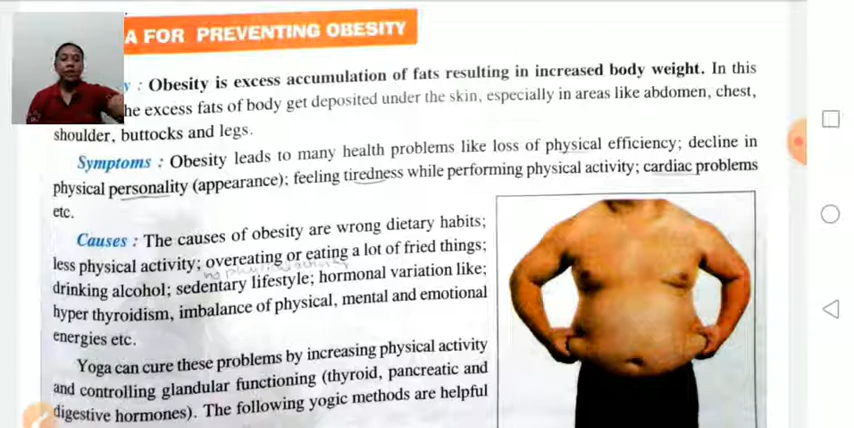 A FOR PREVENTING OBESITY
y : Obesity is excess accumulation of fats resulting in increased body weight. In this
he excess fats of body get deposited under the skin, especially in areas like abdomen, chest,
shoulder, buttocks and legs.
Symptoms : Obesity leads to many health problems like loss of physical efficiency; decline in
physical personality (appearance); feeling tiredness while performing physical activity; cardiac problems
etc.
Causes : The causes of obesity are wrong dietary habits;
less physical activity; overeating or eating a lot of fried things;
no physical activity
drinking alcohol; sedentary lifestyle; hormonal variation like;
hyper thyroidism, imbalance of physical, mental and emotional
energies etc.
Yoga can cure these problems by increasing physical activity
and controlling glandular functioning (thyroid, pancreatic and
digestive hormones). The following yogic methods are helpful